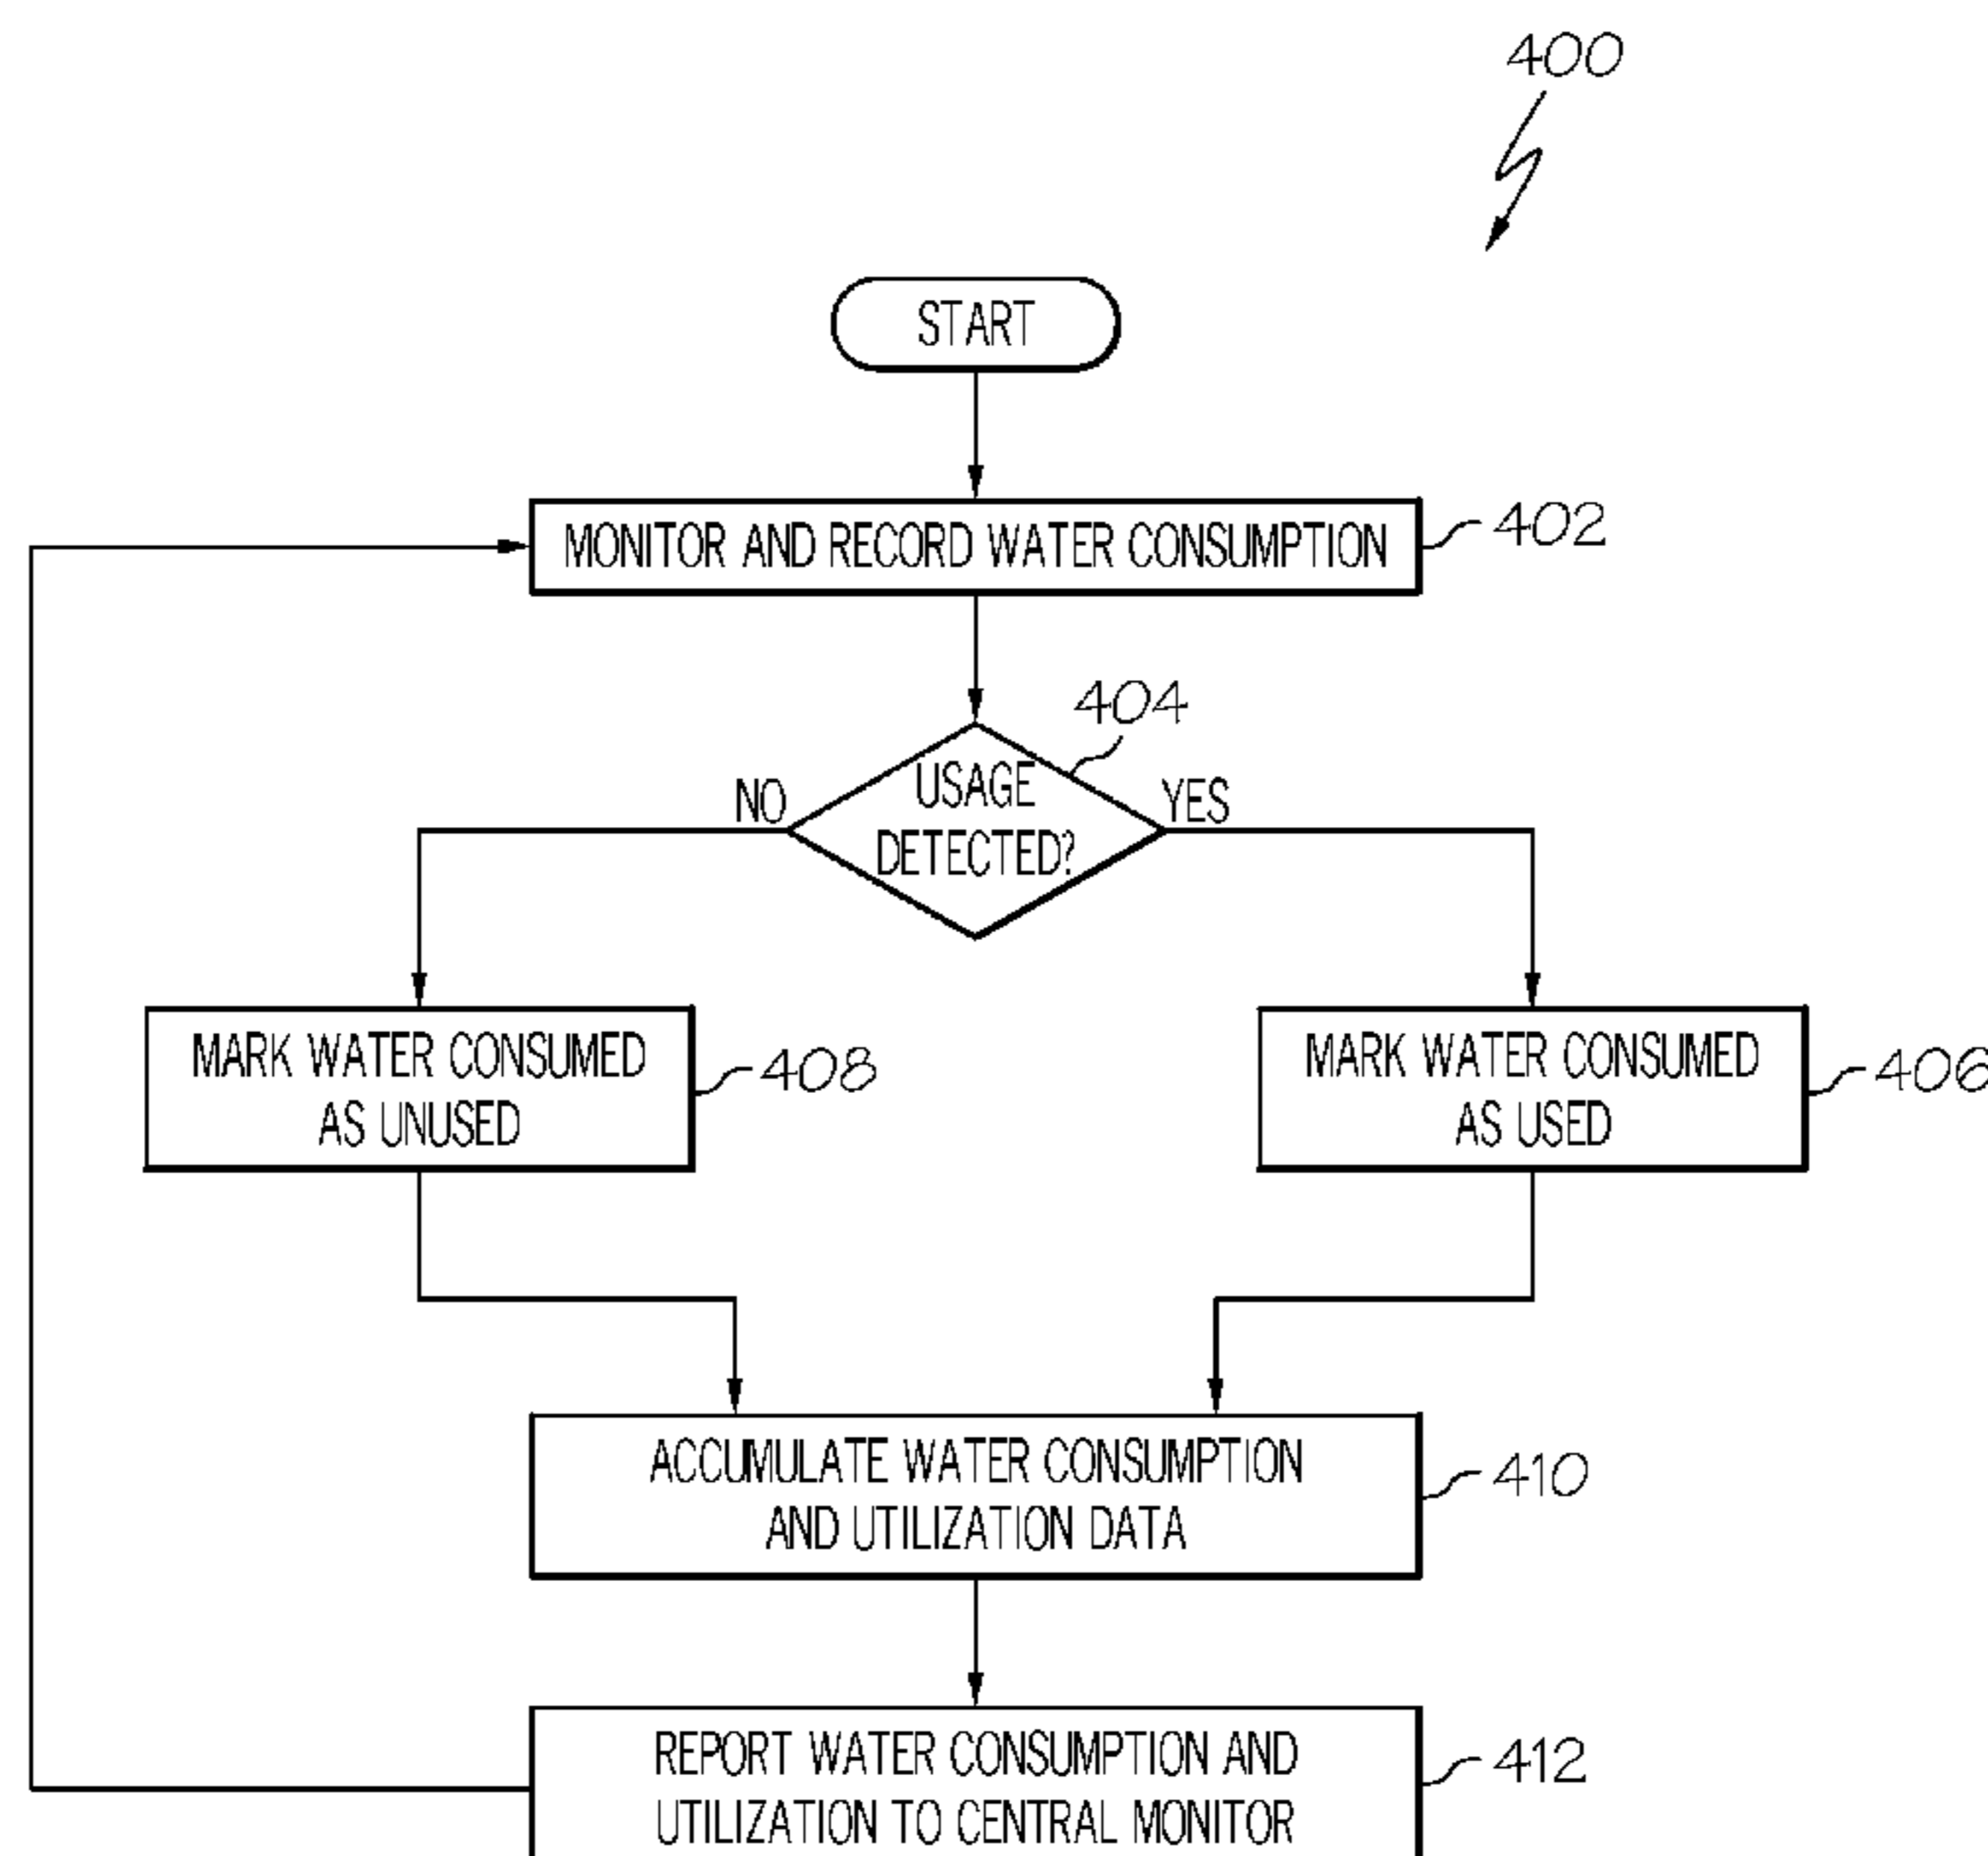 400
START
MONITOR AND RECORD WATER CONSUMPTION
402
404
USAGE
DETECTED?
NO
YES
MARK WATER CONSUMED
AS UNUSED
408
MARK WATER CONSUMED
AS USED
406
ACCUMULATE WATER CONSUMPTION
AND UTILIZATION DATA
410
REPORT WATER CONSUMPTION AND
UTILIZATION TO CENTRAL MONITOR
412